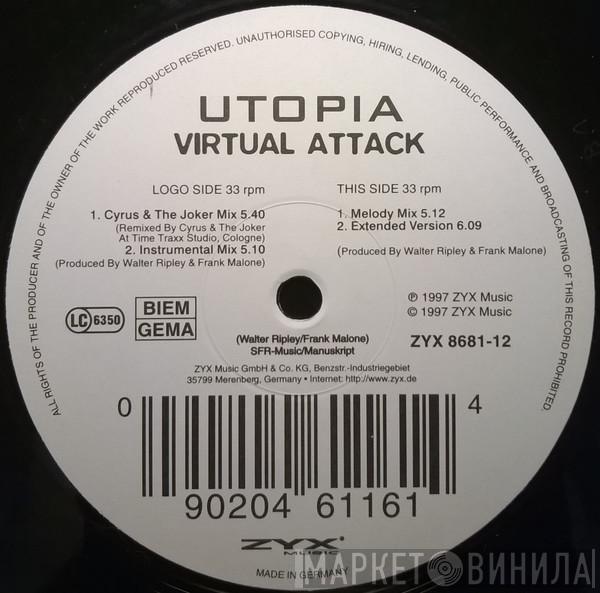 ALL RIGHTS OF THE PRODUCER AND OF THE OWNER OF THE WORK REPRODUCED RESERVED. UNAUTHORISED COPYING, HIRING, LENDING, PUBLIC PERFORMANCE AND BROADCASTING OF THIS RECORD PROHIBITED.
UTOPIA
VIRTUAL ATTACK
LOGO SIDE 33 rpm
1. Cyrus & The Joker Mix 5.40
(Remixed By Cyrus & The Joker
At Time Traxx Studio, Cologne)
2. Instrumental Mix 5.10
(Produced By Walter Ripley & Frank Malone)
THIS SIDE 33 rpm
1. Melody Mix 5.12
2. Extended Version 6.09
(Produced By Walter Ripley & Frank Malone)
LC 6350
BIEM
GEMA
℗ 1997 ZYX Music
© 1997 ZYX Music
(Walter Ripley/Frank Malone)
SFR-Music/Manuskript
ZYX 8681-12
ZYX Music GmbH & Co. KG, Benzstr.-Industriegebiet
35799 Merenberg, Germany • Internet: http://www.zyx.de
0 90204 61161 4
ZYX®
MUSIC
MADE IN GERMANY
МАРКЕТ ВИНИЛА